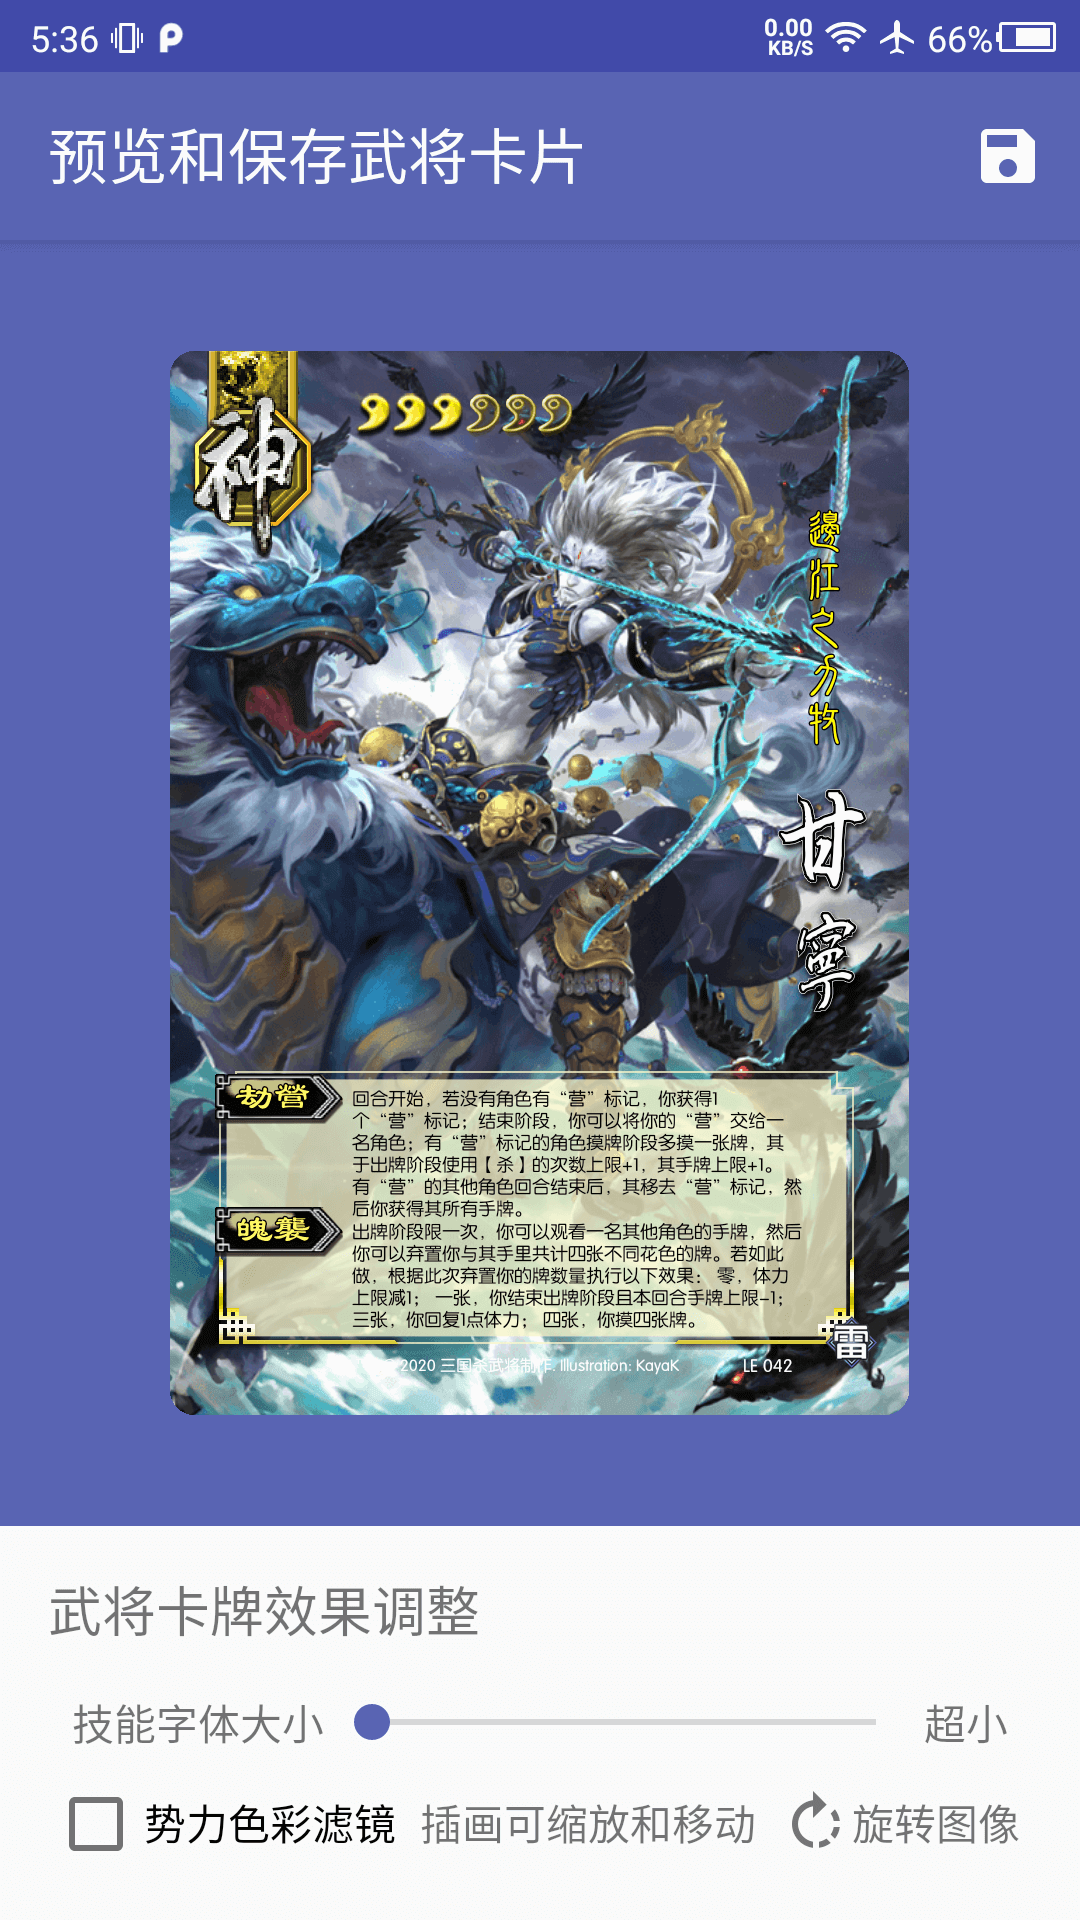 5:36
0.00
KB/S
66%
预览和保存武将卡片
神
邊江之刃牧
甘寧
劫營
回合开始，若没有角色有“营”标记，你获得1
个“营”标记；结束阶段，你可以将你的“营”交给一
名角色；有“营”标记的角色摸牌阶段多摸一张牌，其
于出牌阶段使用【杀】的次数上限+1，其手牌上限+1。
有“营”的其他角色回合结束后，其移去“营”标记，然
后你获得其所有手牌。
魄襲
出牌阶段限一次，你可以观看一名其他角色的手牌，然后
你可以弃置你与其手里共计四张不同花色的牌。若如此
做，根据此次弃置你的牌数量执行以下效果： 零，体力
上限减1； 一张，你结束出牌阶段且本回合手牌上限-1；
三张，你回复1点体力； 四张，你摸四张牌。
雷
2020 三国杀武将制作. Illustration: KayaK
LE 042
武将卡牌效果调整
技能字体大小
超小
势力色彩滤镜
插画可缩放和移动
旋转图像